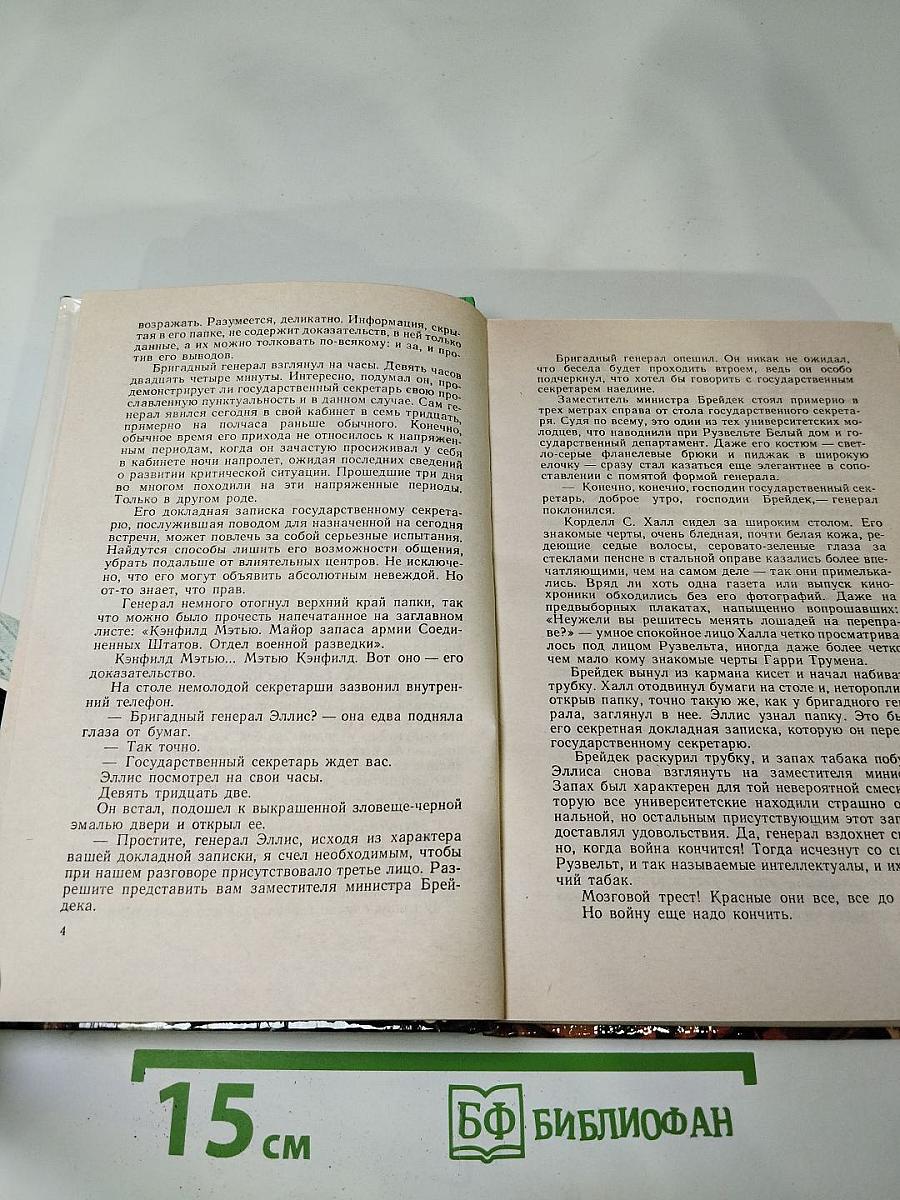 возражать. Разумеется, деликатно. Информация, скры-
тая в его папке, не содержит доказательств, в ней только
данные, а их можно толковать по-всякому: и за, и про-
тив его выводов.
Бригадный генерал взглянул на часы. Девять часов
двадцать четыре минуты. Интересно, подумал он, про-
демонстрирует ли государственный секретарь свою про-
славленную пунктуальность и в данном случае. Сам ге-
нерал явился сегодня в свой кабинет в семь тридцать,
примерно на полчаса раньше обычного. Конечно,
обычное время его прихода не относилось к напряжен-
ным периодам, когда он зачастую просиживал у себя
в кабинете ночи напролет, ожидая последних сведений
о развитии критической ситуации. Прошедшие три дня
во многом походили на эти напряженные периоды.
Только в другом роде.
Его докладная записка государственному секрета-
рю, послужившая поводом для назначенной на сегодня
встречи, может повлечь за собой серьезные испытания.
Найдутся способы лишить его возможности общения,
убрать подальше от влиятельных центров. Не исключе-
но, что его могут объявить абсолютным невеждой. Но
от-то знает, что прав.
Генерал немного отогнул верхний край папки, так
что можно было прочесть напечатанное на заглавном
листе: «Кэнфилд Мэтью. Майор запаса армии Соеди-
ненных Штатов. Отдел военной разведки».
Кэнфилд Мэтью... Мэтью Кэнфилд. Вот оно — его
доказательство.
На столе немолодой секретарши зазвонил внутрен-
ний телефон.
— Бригадный генерал Эллис? — она едва подняла
глаза от бумаг.
— Так точно.
— Государственный секретарь ждет вас.
Эллис посмотрел на свои часы.
Девять тридцать две.
Он встал, подошел к выкрашенной зловеще-черной
эмалью двери и открыл ее.
— Простите, генерал Эллис, исходя из характера
вашей докладной записки, я счел необходимым, чтобы
при нашем разговоре присутствовало третье лицо. Раз-
решите представить вам заместителя министра Брей-
дека.
4
Бригадный генерал опешил. Он никак не ожидал,
что беседа будет проходить втроем, ведь он особо
подчеркнул, что хотел бы говорить с государственным
секретарем наедине.
Заместитель министра Брейдек стоял примерно в
трех метрах справа от стола государственного секрета-
ря. Судя по всему, это один из тех университетских мо-
лодцев, что наводнили при Рузвельте Белый дом и го-
сударственный департамент. Даже его костюм — свет-
ло-серые фланелевые брюки и пиджак в широкую
елочку — сразу стал казаться еще элегантнее в сопо-
ставлении с помятой формой генерала.
— Конечно, конечно, господин государственный сек-
ретарь, доброе утро, господин Брейдек,— генерал
поклонился.
Корделл С. Халл сидел за широким столом. Его
знакомые черты, очень бледная, почти белая кожа, ре-
деющие седые волосы, серовато-зеленые глаза за
стеклами пенсне в стальной оправе казались более впе-
чатляющими, чем на самом деле — так они примелька-
лись. Вряд ли хоть одна газета или выпуск кино-
хроники обходились без его фотографий. Даже на
предвыборных плакатах, напыщенно вопрошавших:
«Неужели вы решитесь менять лошадей на перепра-
ве?» — умное спокойное лицо Халла четко просматрива
лось под лицом Рузвельта, иногда даже более четко
чем мало кому знакомые черты Гарри Трумена.
Брейдек вынул из кармана кисет и начал набиват
трубку. Халл отодвинул бумаги на столе и, неторопли
открыв папку, точно такую же, как у бригадного ге
рала, заглянул в нее. Эллис узнал папку. Это бы
его секретная докладная записка, которую он пере
государственному секретарю.
Брейдек раскурил трубку, и запах табака побу
Эллиса снова взглянуть на заместителя мини
Запах был характерен для той невероятной смеси
торую все университетские находили страшно о
нальной, но остальным присутствующим этот зап
доставлял удовольствия. Да, генерал вздохнет с
но, когда война кончится! Тогда исчезнут со с
Рузвельт, и так называемые интеллектуалы, и их
чий табак.
Мозговой трест! Красные они все, все до
Но войну еще надо кончить.
15 см
БФ БИБЛИОФАН